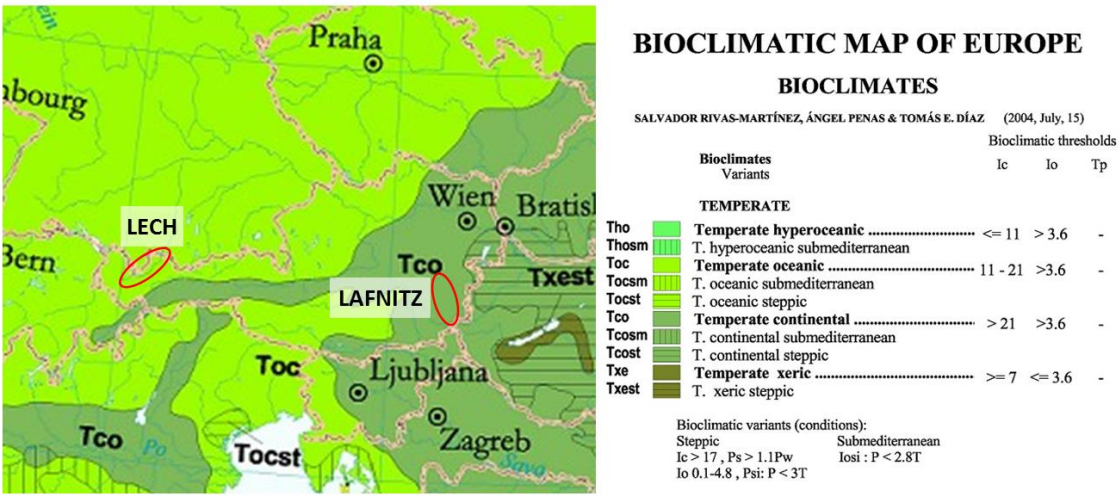 ein
Praha
nbourg
Wien
Bratisl
LECH
Bern
Tco
LAFNITZ
Txest
Toc
Ljubljana
Tco
Po
Tocst
Zagreb
Sava
BIOCLIMATIC MAP OF EUROPE
BIOCLIMATES
SALVADOR RIVAS-MARTÍNEZ, ÁNGEL PENAS & TOMÁS E. DÍAZ (2004, July, 15)
Bioclimatic thresholds
Bioclimates Ic Io Tp
Variants
TEMPERATE
Tho Temperate hyperoceanic ........................ <= 11 > 3.6 -
Thosm T. hyperoceanic submediterranean
Toc Temperate oceanic ................................ 11 - 21 >3.6 -
Tocsm T. oceanic submediterranean
Tocst T. oceanic steppic
Tco Temperate continental ........................... > 21 >3.6 -
Tcosm T. continental submediterranean
Tcost T. continental steppic
Txe Temperate xeric .................................... >= 7 <= 3.6 -
Txest T. xeric steppic
Bioclimatic variants (conditions):
Steppic Submediterranean
Ic > 17 , Ps > 1.1Pw Iosi : P < 2.8T
Io 0.1-4.8 , Psi: P < 3T